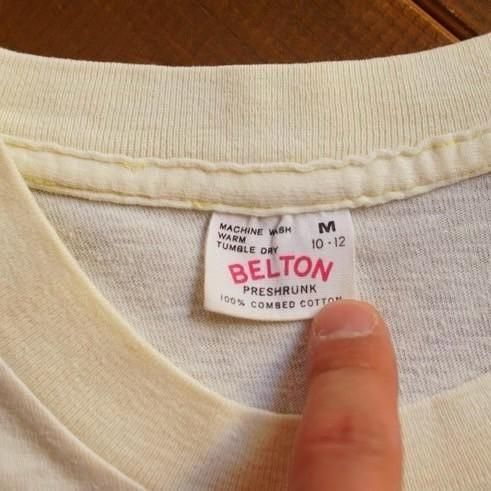 MACHINE WASH
WARM
TUMBLE DRY
M
10-12
BELTON
PRESHRUNK
100% COMBED COTTON